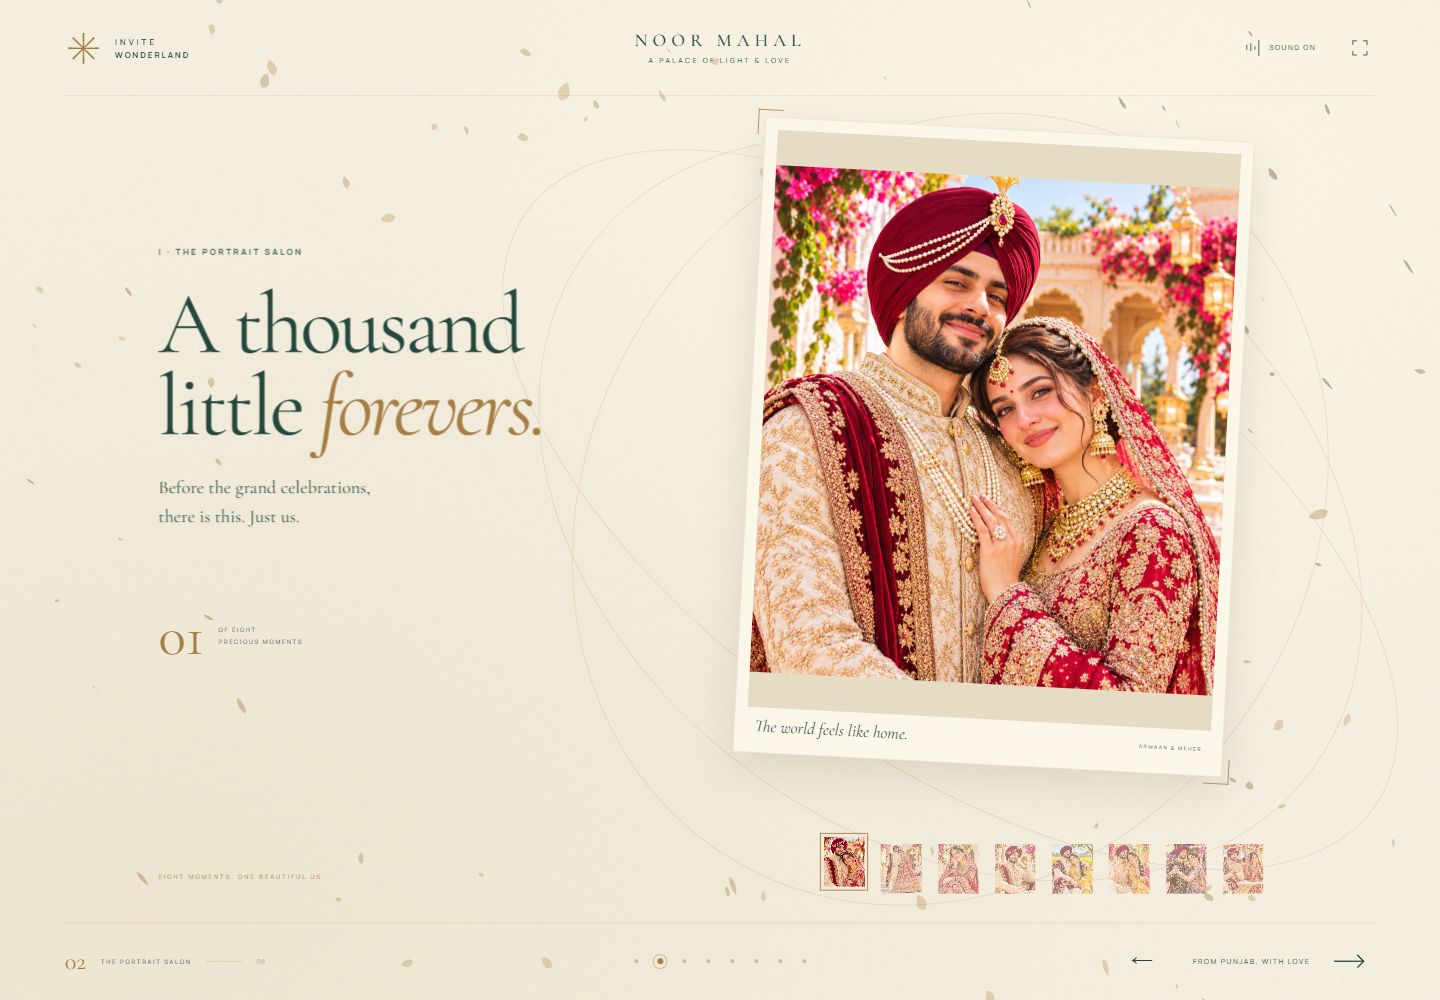 INVITE
WONDERLAND
NOOR MAHAL
A PALACE OF LIGHT & LOVE
SOUND ON
I · THE PORTRAIT SALON
A thousand
little forevers.
Before the grand celebrations,
there is this. Just us.
01
OF EIGHT
PRECIOUS MOMENTS
The world feels like home.
ARMAAN & MEHER
EIGHT MOMENTS. ONE BEAUTIFUL US.
02 THE PORTRAIT SALON 08
FROM PUNJAB, WITH LOVE